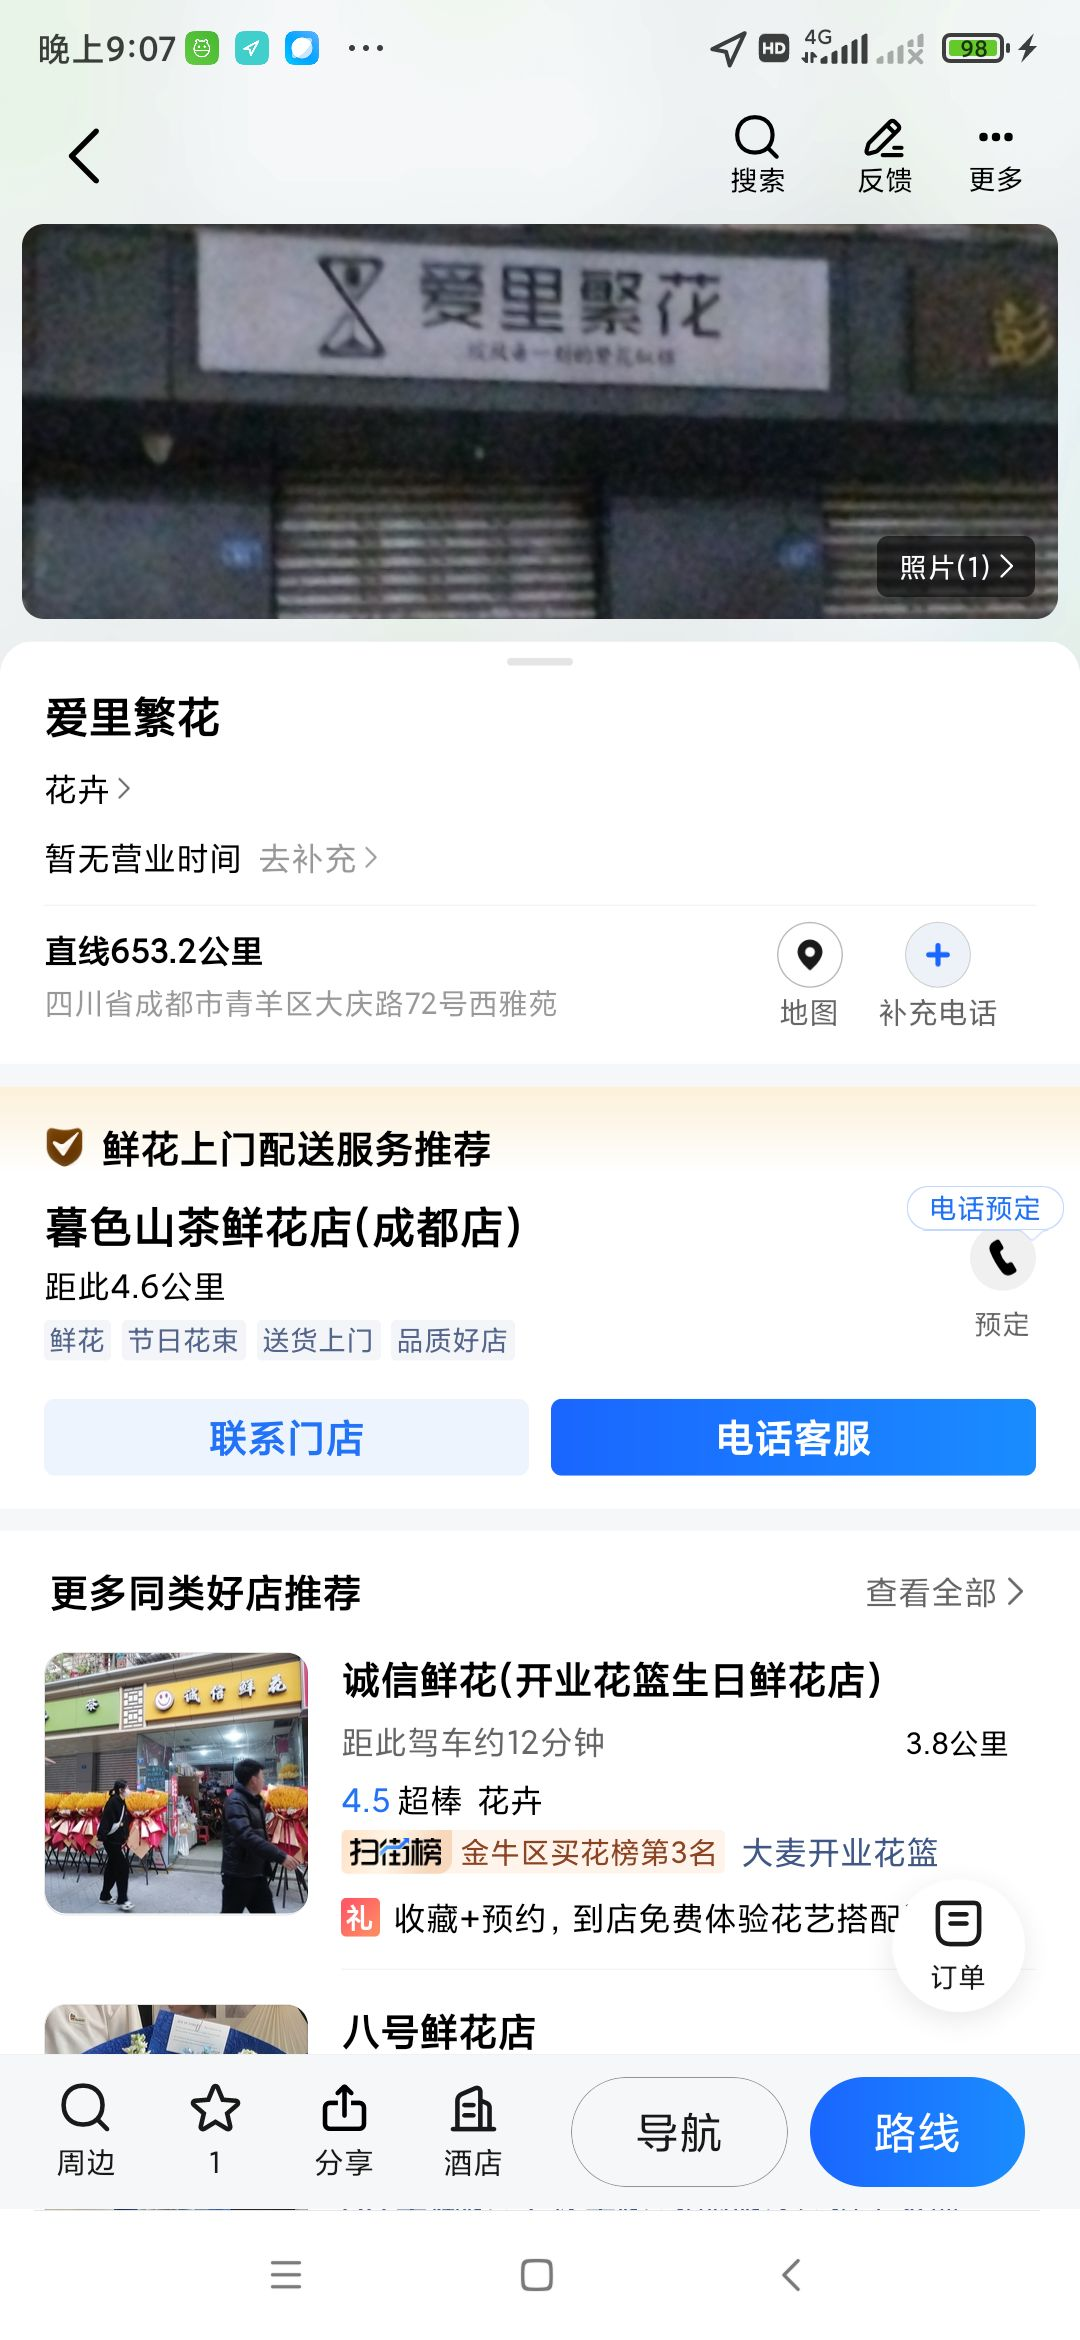 晚上9:07
HD
4G
98
搜索
反馈
更多
爱里繁花
彭
照片(1)
爱里繁花
花卉
暂无营业时间 去补充
直线653.2公里
四川省成都市青羊区大庆路72号西雅苑
地图
补充电话
鲜花上门配送服务推荐
暮色山茶鲜花店(成都店)
电话预定
距此4.6公里
预定
鲜花 节日花束 送货上门 品质好店
联系门店
电话客服
更多同类好店推荐
查看全部
茶
诚信鲜花
诚信鲜花(开业花篮生日鲜花店)
距此驾车约12分钟
3.8公里
4.5 超棒 花卉
扫街榜 金牛区买花榜第3名 大麦开业花篮
礼 收藏+预约,到店免费体验花艺搭配
订单
八号鲜花店
周边
1
分享
酒店
导航
路线